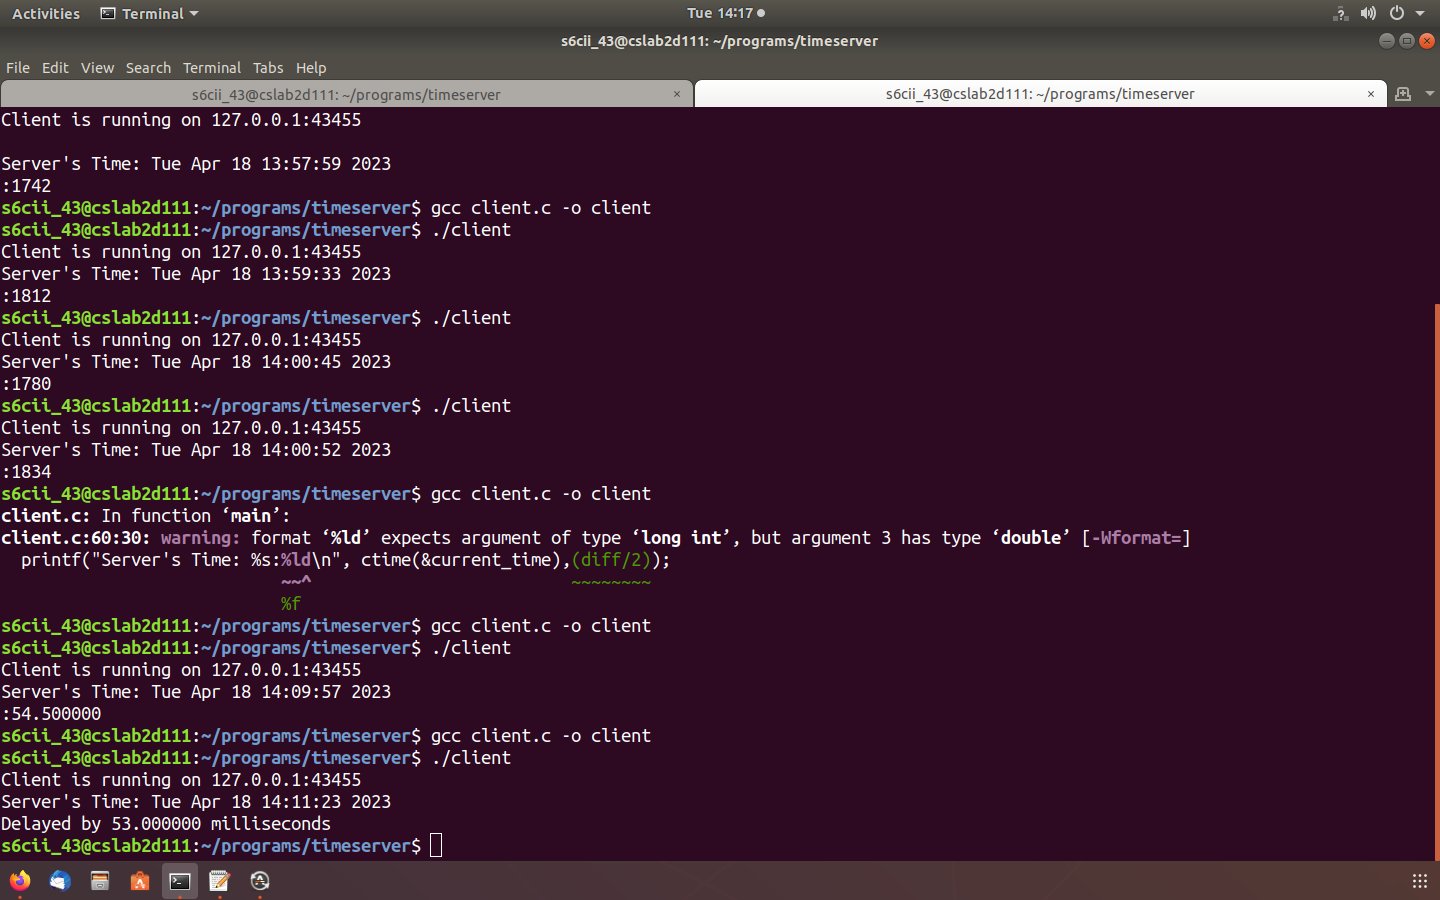 Activities Terminal Tue 14:17
s6cii_43@cslab2d111: ~/programs/timeserver
File Edit View Search Terminal Tabs Help
s6cii_43@cslab2d111: ~/programs/timeserver × s6cii_43@cslab2d111: ~/programs/timeserver ×
Client is running on 127.0.0.1:43455
Server's Time: Tue Apr 18 13:57:59 2023
:1742
s6cii_43@cslab2d111:~/programs/timeserver$ gcc client.c -o client
s6cii_43@cslab2d111:~/programs/timeserver$ ./client
Client is running on 127.0.0.1:43455
Server's Time: Tue Apr 18 13:59:33 2023
:1812
s6cii_43@cslab2d111:~/programs/timeserver$ ./client
Client is running on 127.0.0.1:43455
Server's Time: Tue Apr 18 14:00:45 2023
:1780
s6cii_43@cslab2d111:~/programs/timeserver$ ./client
Client is running on 127.0.0.1:43455
Server's Time: Tue Apr 18 14:00:52 2023
:1834
s6cii_43@cslab2d111:~/programs/timeserver$ gcc client.c -o client
client.c: In function ‘main’:
client.c:60:30: warning: format ‘%ld’ expects argument of type ‘long int’, but argument 3 has type ‘double’ [-Wformat=]
printf("Server's Time: %s:%ld\n", ctime(&current_time),(diff/2));
~~^ ~~~~~~~~
%f
s6cii_43@cslab2d111:~/programs/timeserver$ gcc client.c -o client
s6cii_43@cslab2d111:~/programs/timeserver$ ./client
Client is running on 127.0.0.1:43455
Server's Time: Tue Apr 18 14:09:57 2023
:54.500000
s6cii_43@cslab2d111:~/programs/timeserver$ gcc client.c -o client
s6cii_43@cslab2d111:~/programs/timeserver$ ./client
Client is running on 127.0.0.1:43455
Server's Time: Tue Apr 18 14:11:23 2023
Delayed by 53.000000 milliseconds
s6cii_43@cslab2d111:~/programs/timeserver$